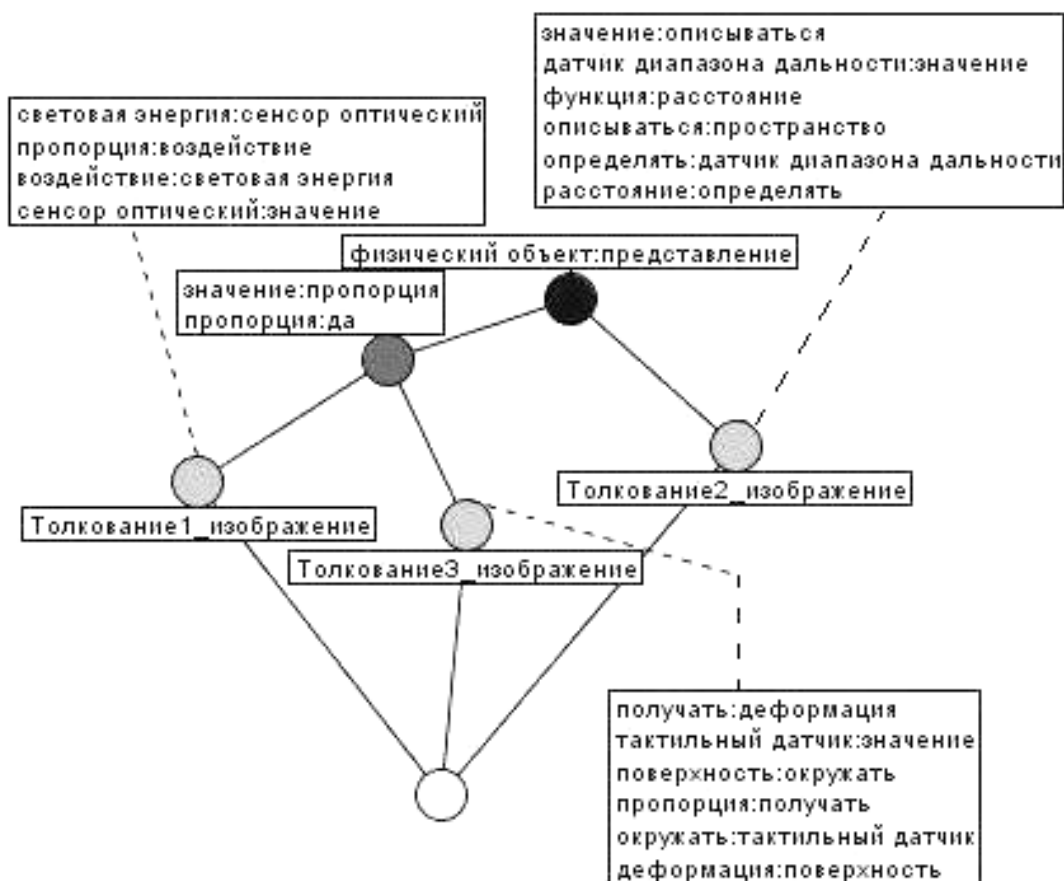 значение:описываться
датчик диапазона дальности:значение
функция:расстояние
описываться:пространство
определять:датчик диапазона дальности
расстояние:определять
световая энергия:сенсор оптический
пропорция:воздействие
воздействие:световая энергия
сенсор оптический:значение
физический объект:представление
значение:пропорция
пропорция:да
Толкование1_изображение
Толкование2_изображение
Толкование3_изображение
получать:деформация
тактильный датчик:значение
поверхность:окружать
пропорция:получать
окружать:тактильный датчик
деформация:поверхность